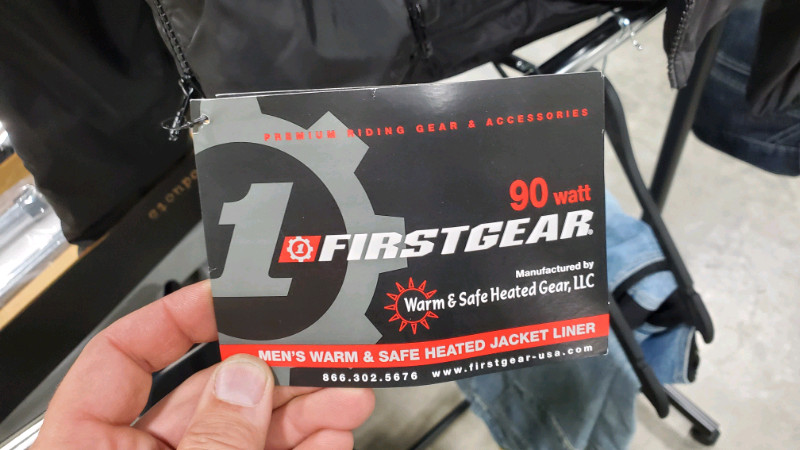 PREMIUM RIDING GEAR & ACCESSORIES
90 watt
1
1 FIRSTGEAR®
Manufactured by
Warm & Safe Heated Gear, LLC
MEN'S WARM & SAFE HEATED JACKET LINER
866.302.5676 www.firstgear-usa.com